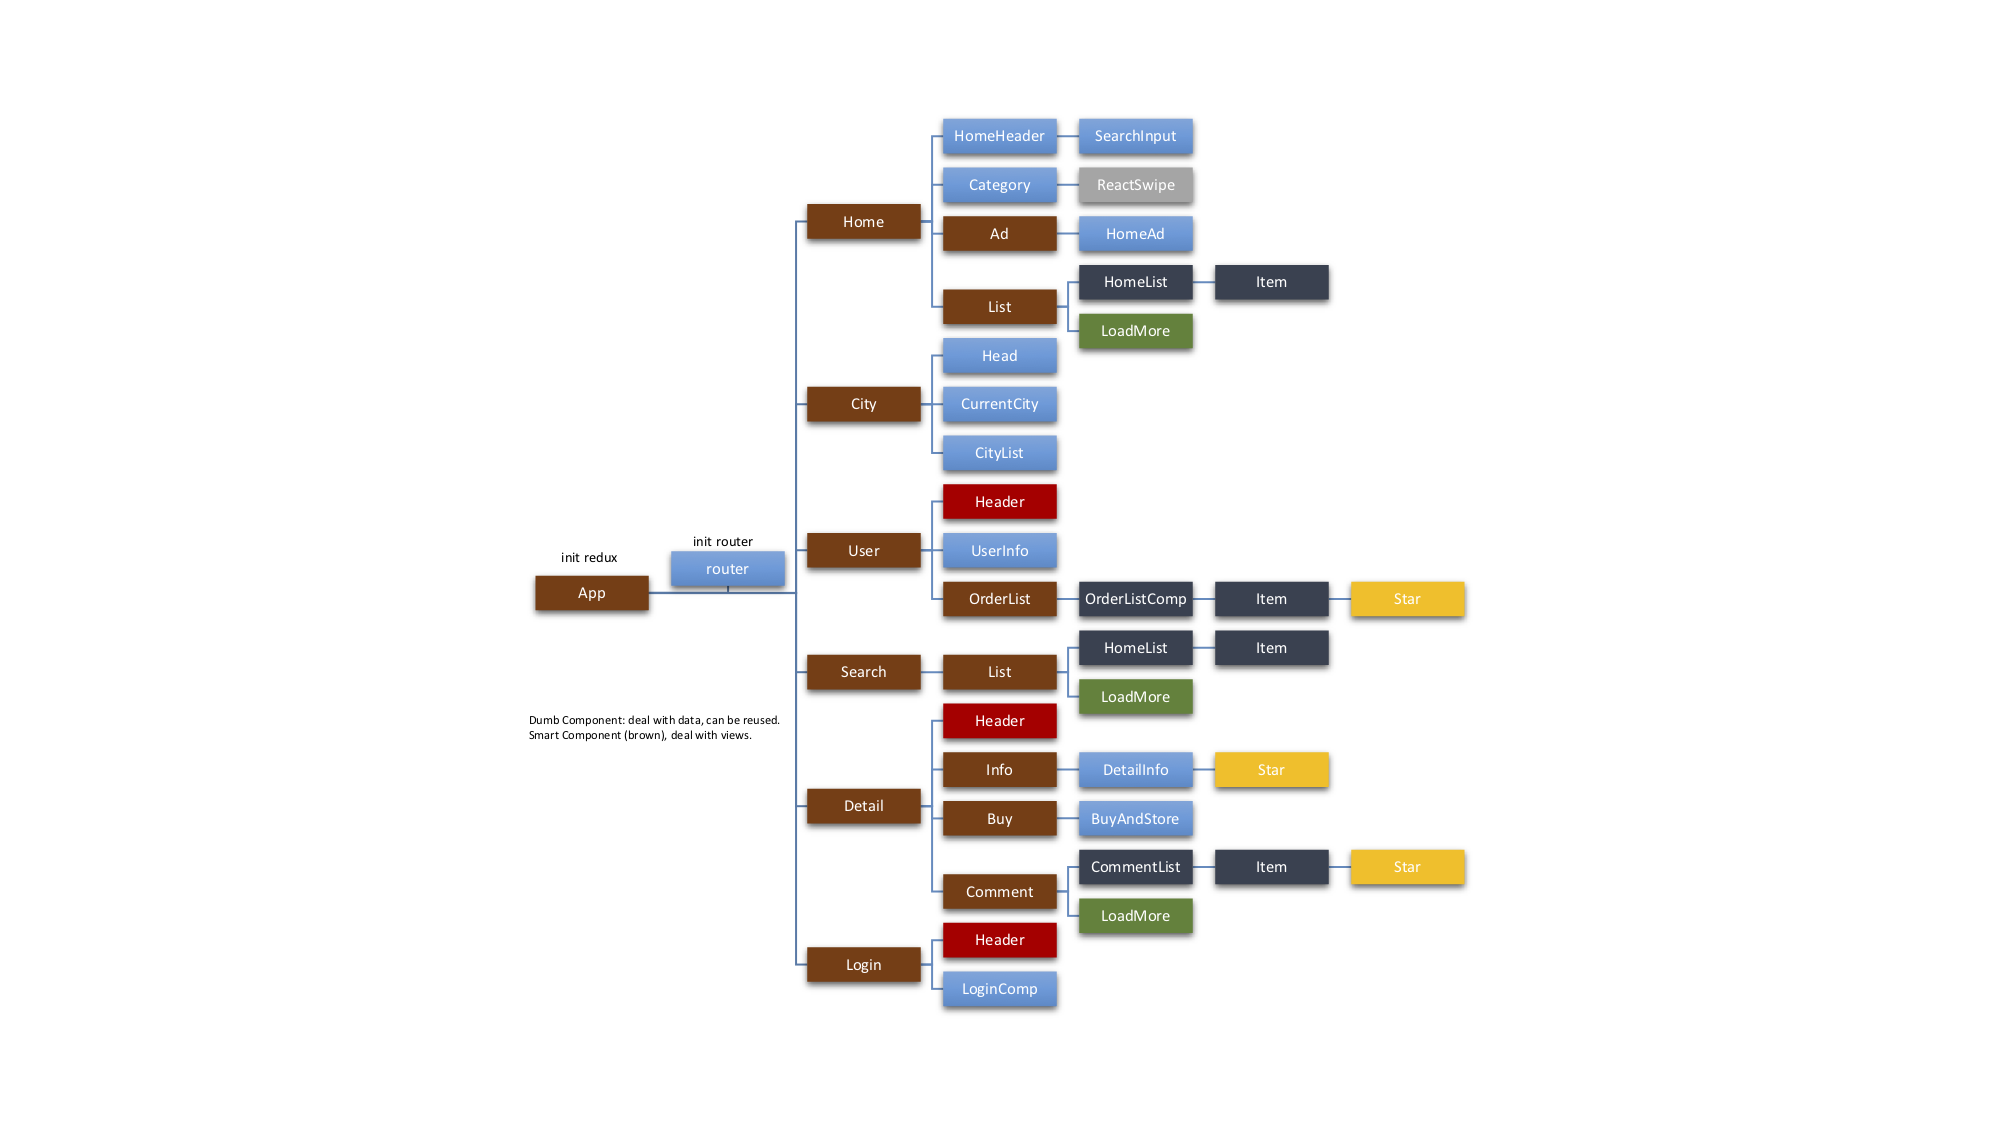 HomeHeader
SearchInput
Category
ReactSwipe
Home
Ad
HomeAd
HomeList
Item
List
LoadMore
Head
City
CurrentCity
CityList
Header
init router
User
UserInfo
init redux
router
App
OrderList
OrderListComp
Item
Star
HomeList
Item
Search
List
LoadMore
Dumb Component: deal with data, can be reused.
Smart Component (brown), deal with views.
Header
Info
DetailInfo
Star
Detail
Buy
BuyAndStore
CommentList
Item
Star
Comment
LoadMore
Header
Login
LoginComp